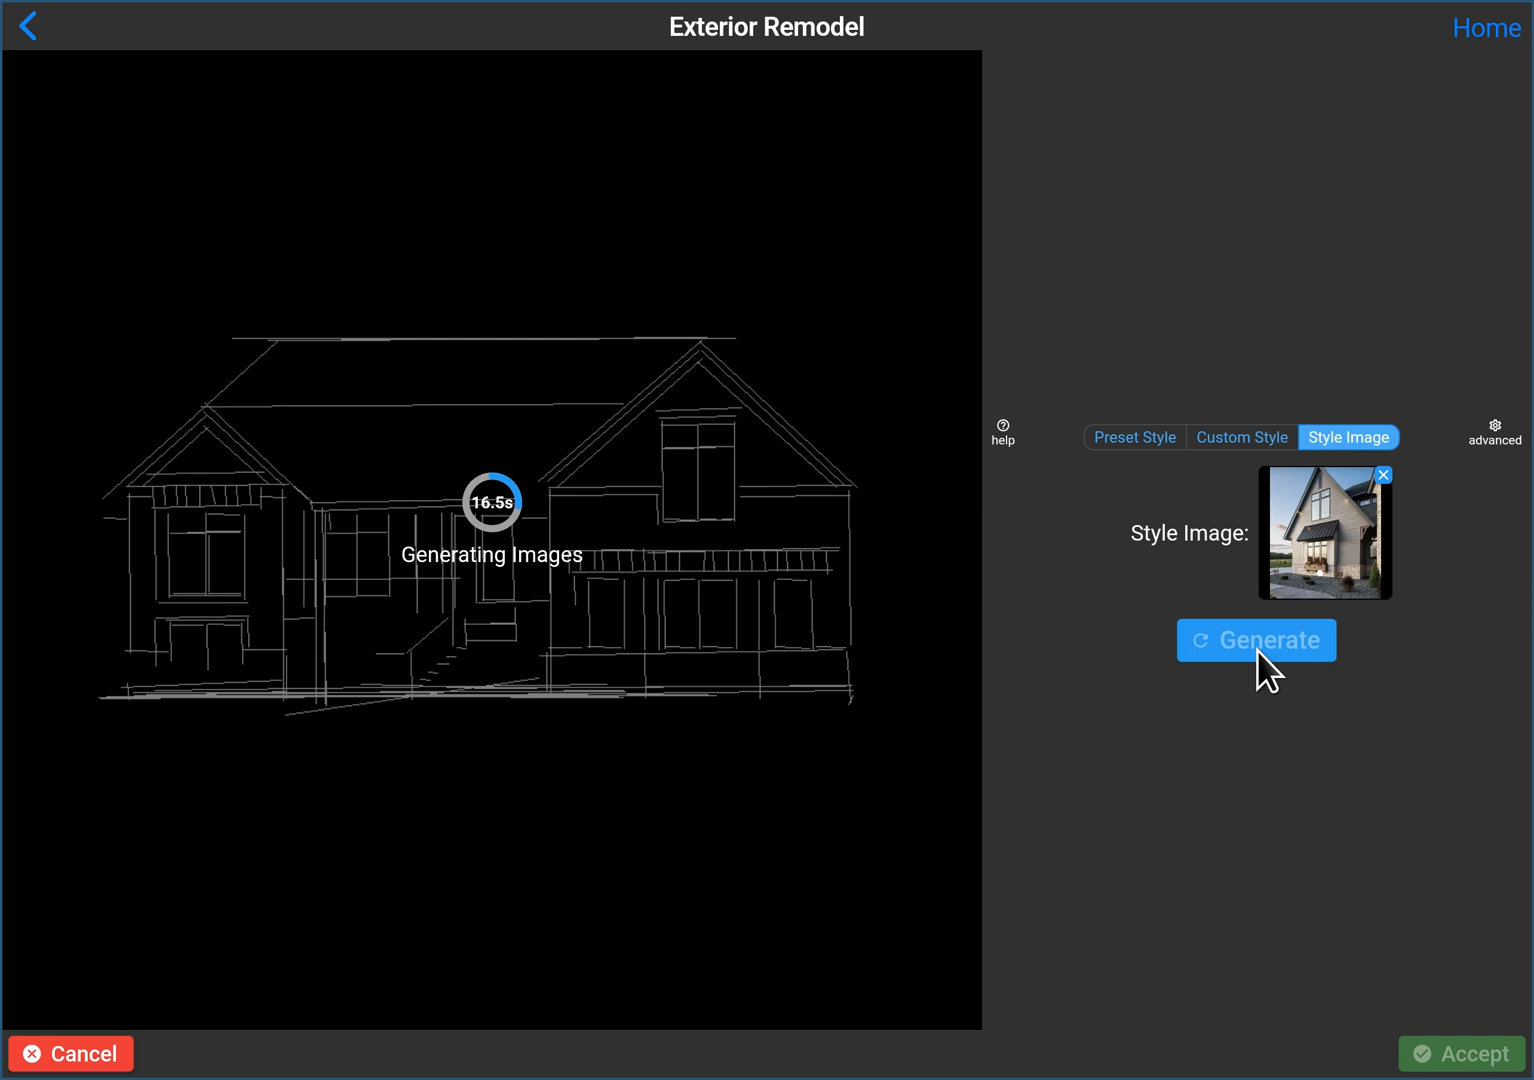 Exterior Remodel
Home
help
Preset Style
Custom Style
Style Image
advanced
16.5s
Generating Images
Style Image:
Generate
Cancel
Accept